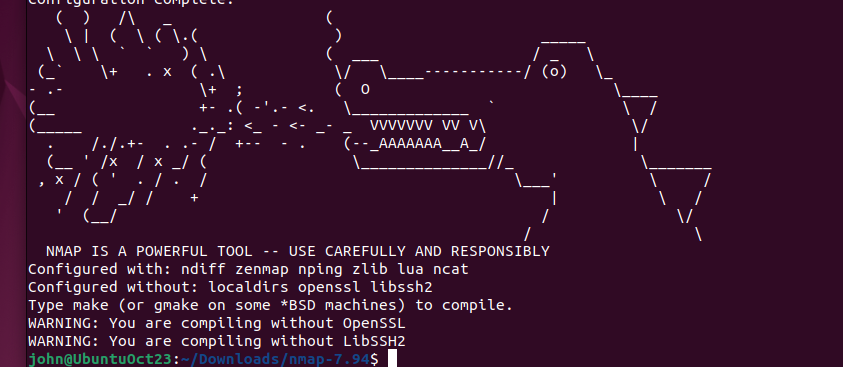 Configuration complete.
NMAP IS A POWERFUL TOOL -- USE CAREFULLY AND RESPONSIBLY
Configured with: ndiff zenmap nping zlib lua ncat
Configured without: localdirs openssl libssh2
Type make (or gmake on some *BSD machines) to compile.
WARNING: You are compiling without OpenSSL
WARNING: You are compiling without LibSSH2
john@UbuntuOct23:~/Downloads/nmap-7.94$